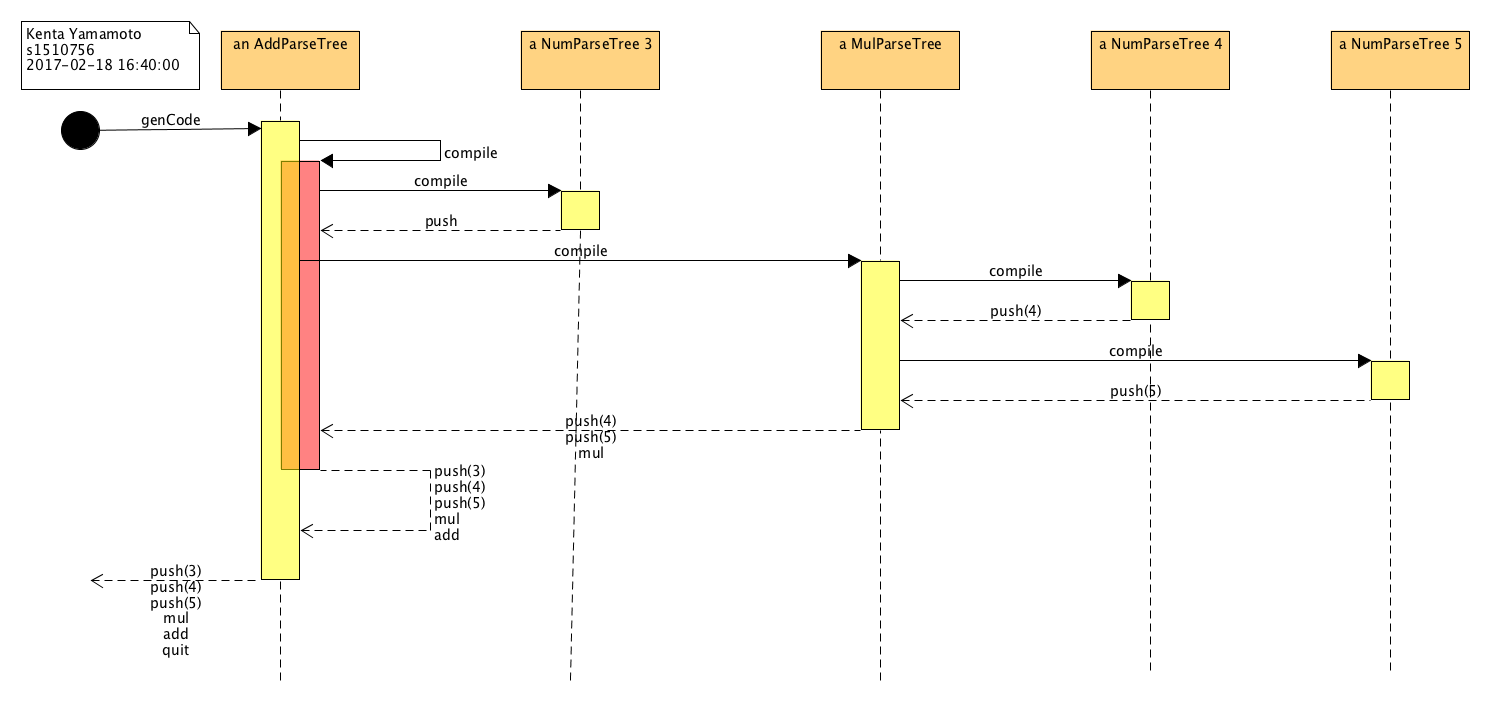 Kenta Yamamoto
s1510756
2017-02-18 16:40:00
an AddParseTree
a NumParseTree 3
a MulParseTree
a NumParseTree 4
a NumParseTree 5
genCode
compile
compile
push
compile
compile
push(4)
compile
push(5)
push(4)
push(5)
mul
push(3)
push(4)
push(5)
mul
add
push(3)
push(4)
push(5)
mul
add
quit